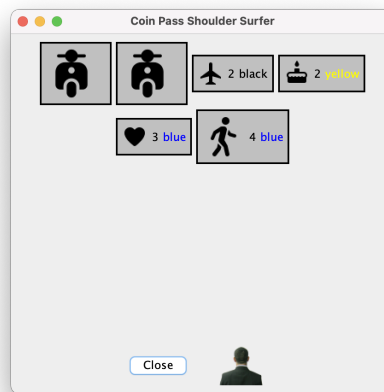 Coin Pass Shoulder Surfer
2 black 2 yellow
3 blue 4 blue
Close